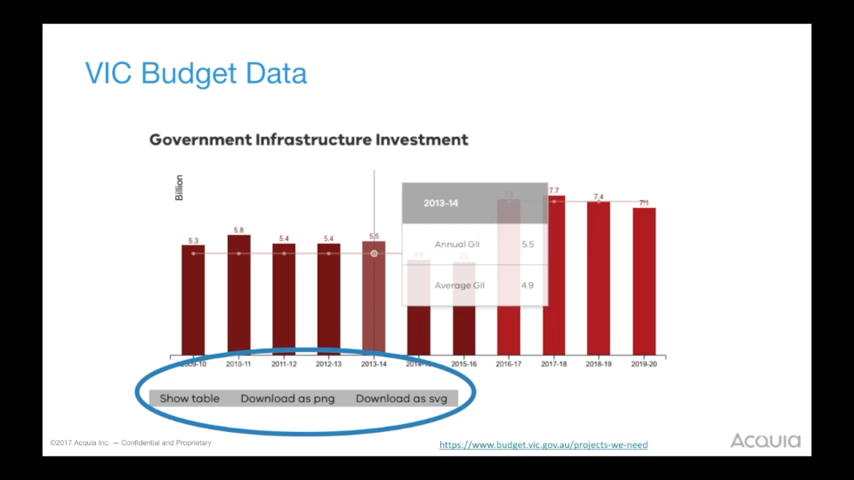 VIC Budget Data
Government Infrastructure Investment
Billion
5.3
5.8
5.4
5.4
5.5
7.7
7.4
7.1
2013-14
Annual GII 5.5
Average GII 4.9
2009-10 2010-11 2011-12 2012-13 2013-14 2014-15 2015-16 2016-17 2017-18 2018-19 2019-20
Show table Download as png Download as svg
©2017 Acquia Inc. — Confidential and Proprietary
https://www.budget.vic.gov.au/projects-we-need
ACQUIA